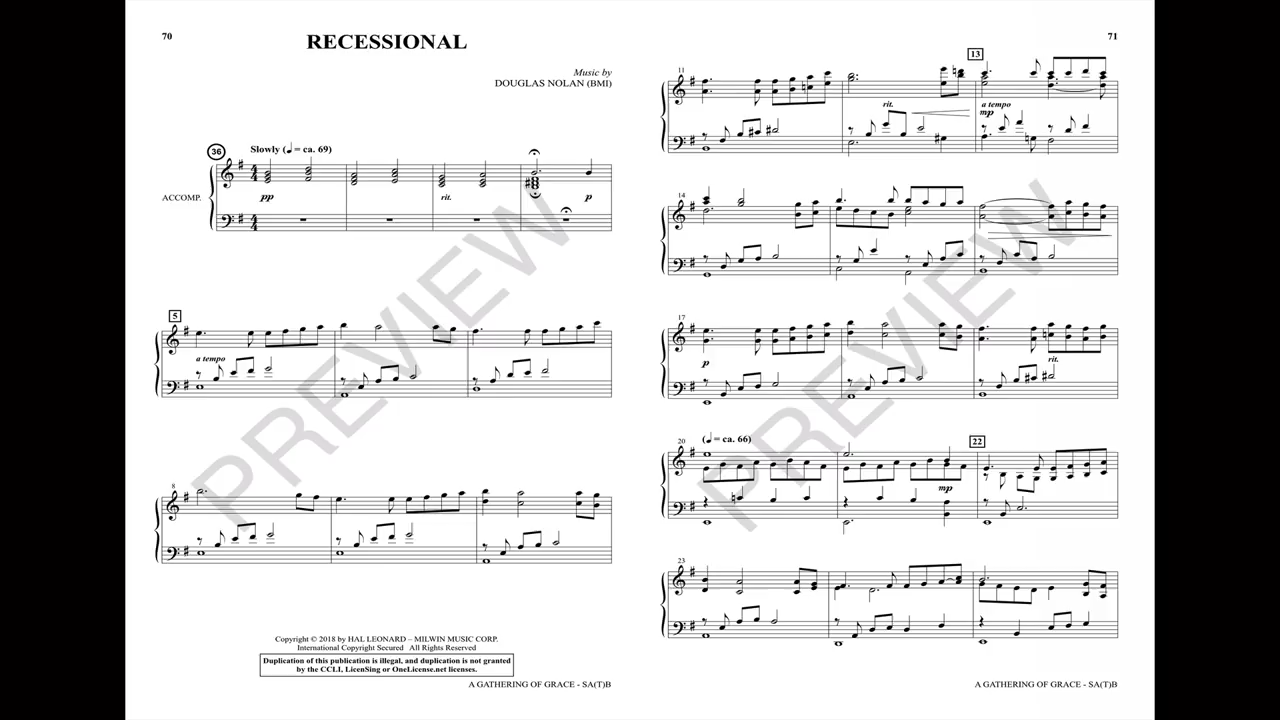 70
RECESSIONAL
Music by
DOUGLAS NOLAN (BMI)
36
Slowly (♩ = ca. 69)
ACCOMP.
pp
rit.
p
5
a tempo
8
Copyright © 2018 by HAL LEONARD – MILWIN MUSIC CORP.
International Copyright Secured All Rights Reserved
Duplication of this publication is illegal, and duplication is not granted
by the CCLI, LicenSing or OneLicense.net licenses.
A GATHERING OF GRACE - SA(T)B
71
11
13
rit.
a tempo
mp
14
17
p
rit.
20
(♩ = ca. 66)
22
mp
23
A GATHERING OF GRACE - SA(T)B
PREVIEW
PREVIEW